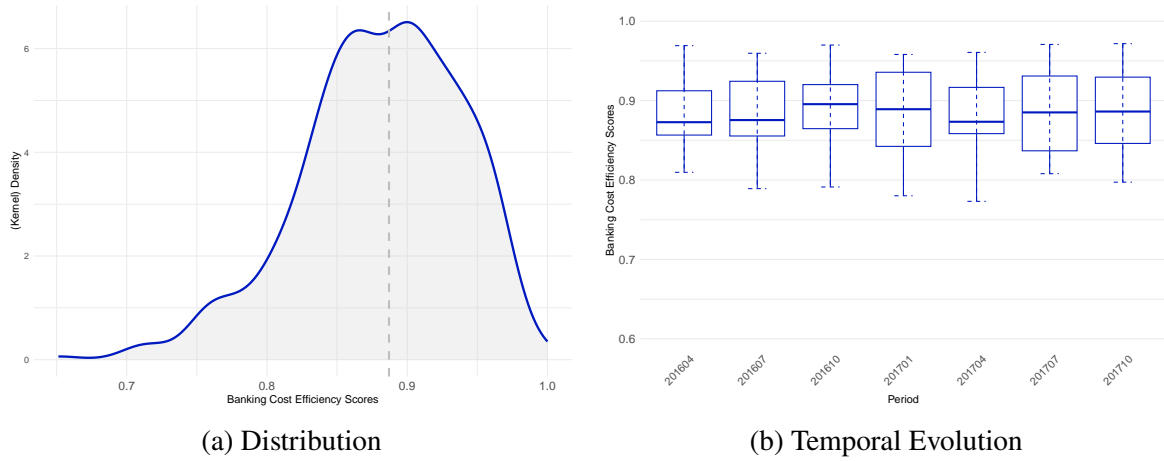 (Kernel) Density
6
4
2
0
0.7 0.8 0.9 1.0
Banking Cost Efficiency Scores
(a) Distribution
Banking Cost Efficiency Scores
1.0
0.9
0.8
0.7
0.6
201604 201607 201610 201701 201704 201707 201710
Period
(b) Temporal Evolution